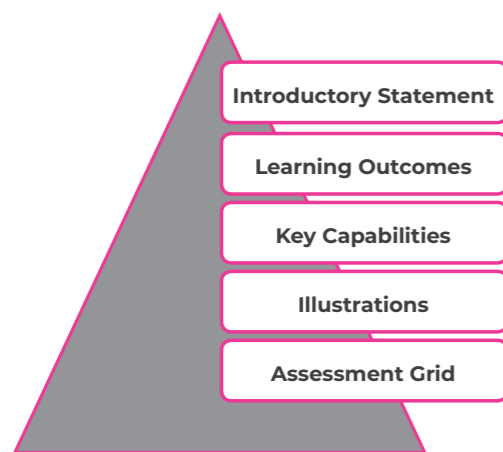 Introductory Statement
Learning Outcomes
Key Capabilities
Illustrations
Assessment Grid